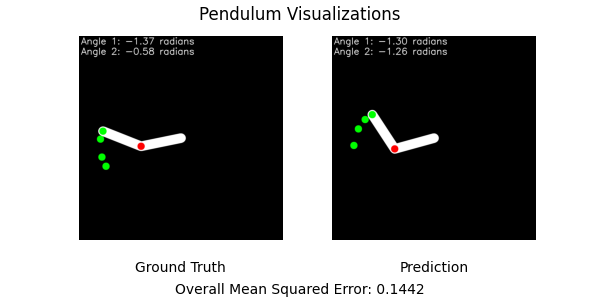 Pendulum Visualizations
Angle 1: -1.37 radians
Angle 2: -0.58 radians
Angle 1: -1.30 radians
Angle 2: -1.26 radians
Ground Truth
Prediction
Overall Mean Squared Error: 0.1442